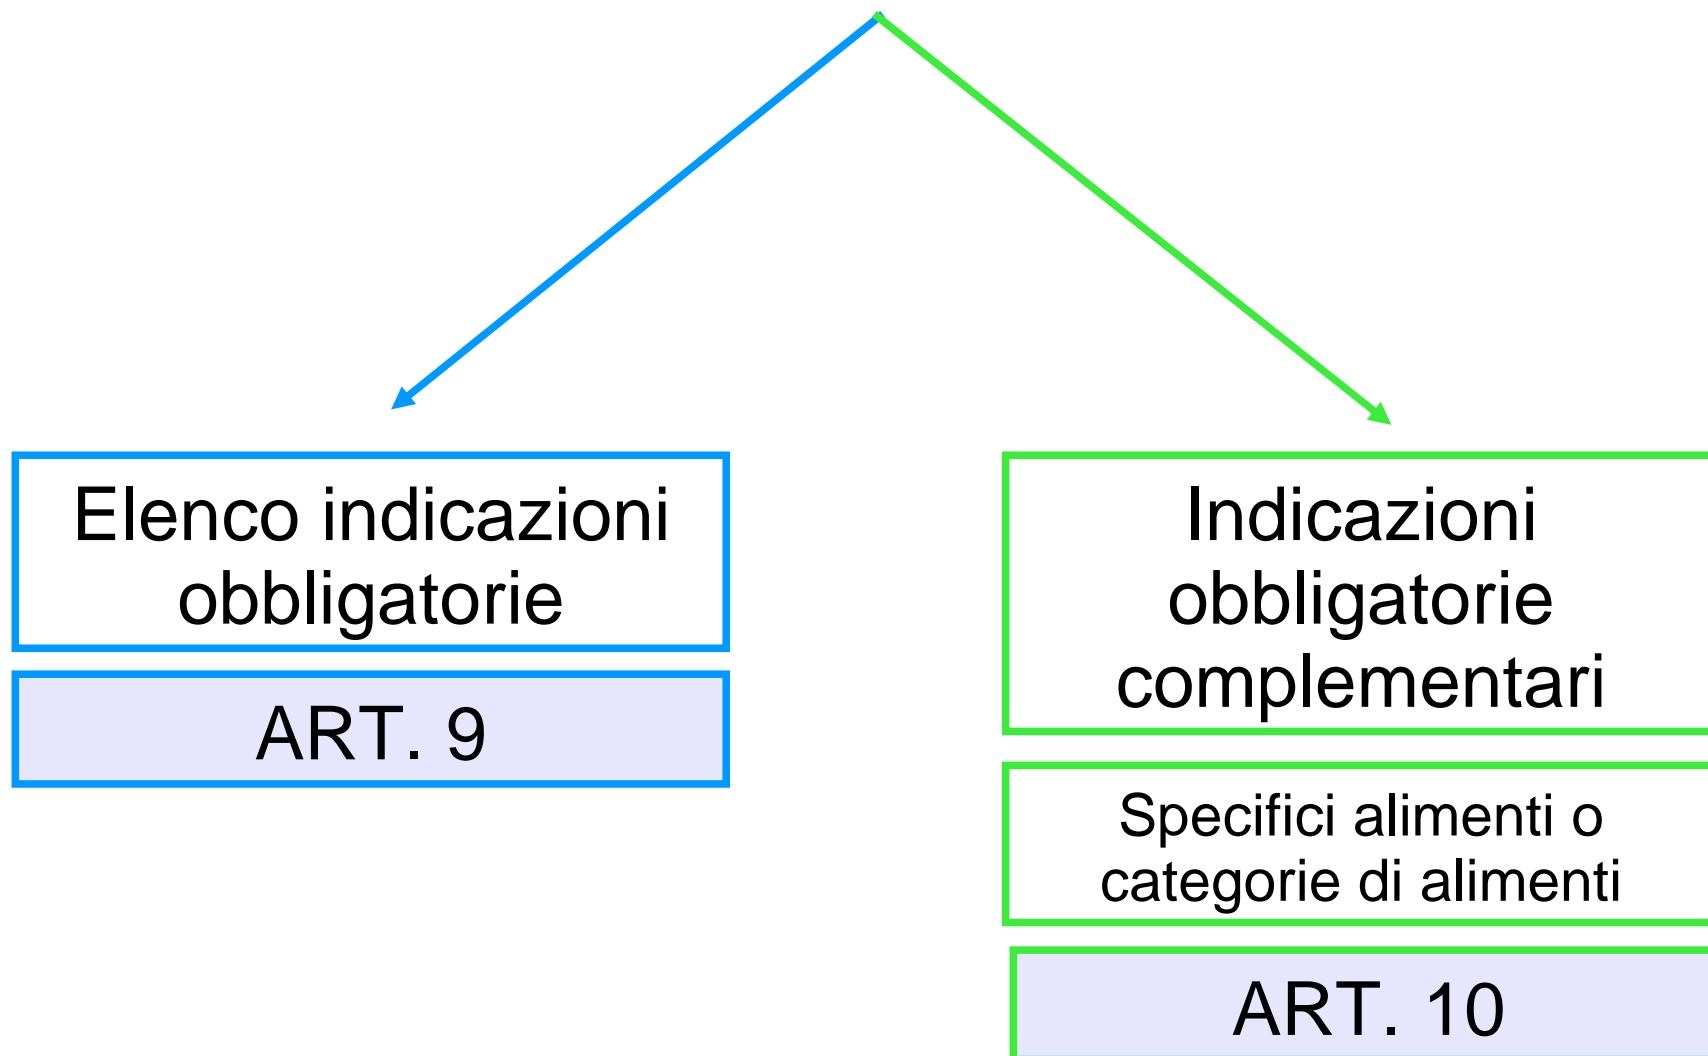 Elenco indicazioni
obbligatorie
ART. 9
Indicazioni
obbligatorie
complementari
Specifici alimenti o
categorie di alimenti
ART. 10